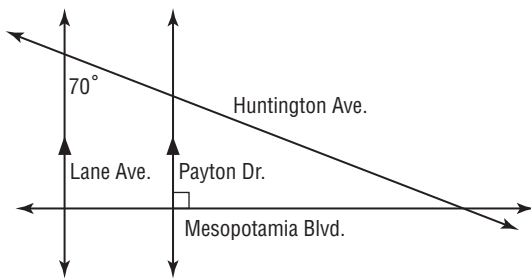 70°
Huntington Ave.
Lane Ave.
Payton Dr.
Mesopotamia Blvd.